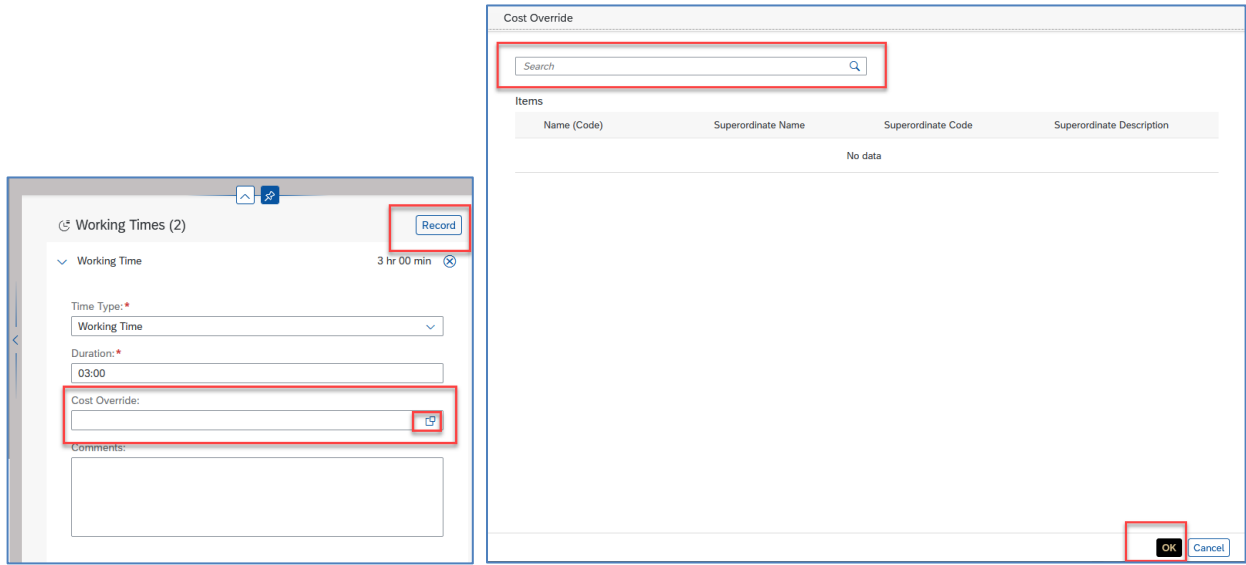 Working Times (2)
Record
Working Time
3 hr 00 min
Time Type:*
Working Time
Duration:*
03:00
Cost Override:
Comments:
Cost Override
Search
Items
Name (Code) Superordinate Name Superordinate Code Superordinate Description
No data
OK Cancel